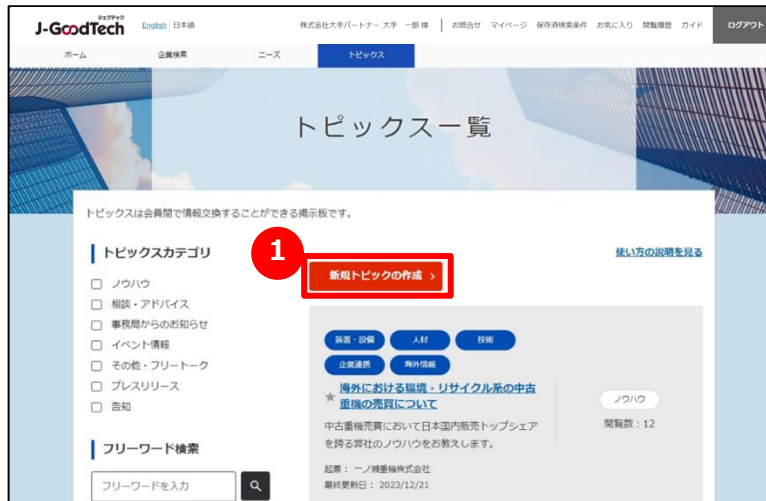 ジェグテック
J-GoodTech
English 日本語
株式会社大手パートナー 大手 一郎 様
お問合せ マイページ 保存済検索条件 お気に入り 閲覧履歴 ガイド
ログアウト
ホーム 企業検索 ニーズ トピックス
トピックス一覧
トピックスは会員間で情報交換することができる掲示板です。
トピックスカテゴリ
ノウハウ
相談・アドバイス
事務局からのお知らせ
イベント情報
その他・フリートーク
プレスリリース
告知
フリーワード検索
フリーワードを入力
1
新規トピックの作成
使い方の説明を見る
装置・設備 人材 技術
企業連携 海外情報
海外における環境・リサイクル系の中古
重機の売買について
中古重機売買において日本国内販売トップシェア
を誇る弊社のノウハウをお教えします。
起票： 一ノ瀬重機株式会社
最終更新日： 2023/12/21
ノウハウ
閲覧数：12